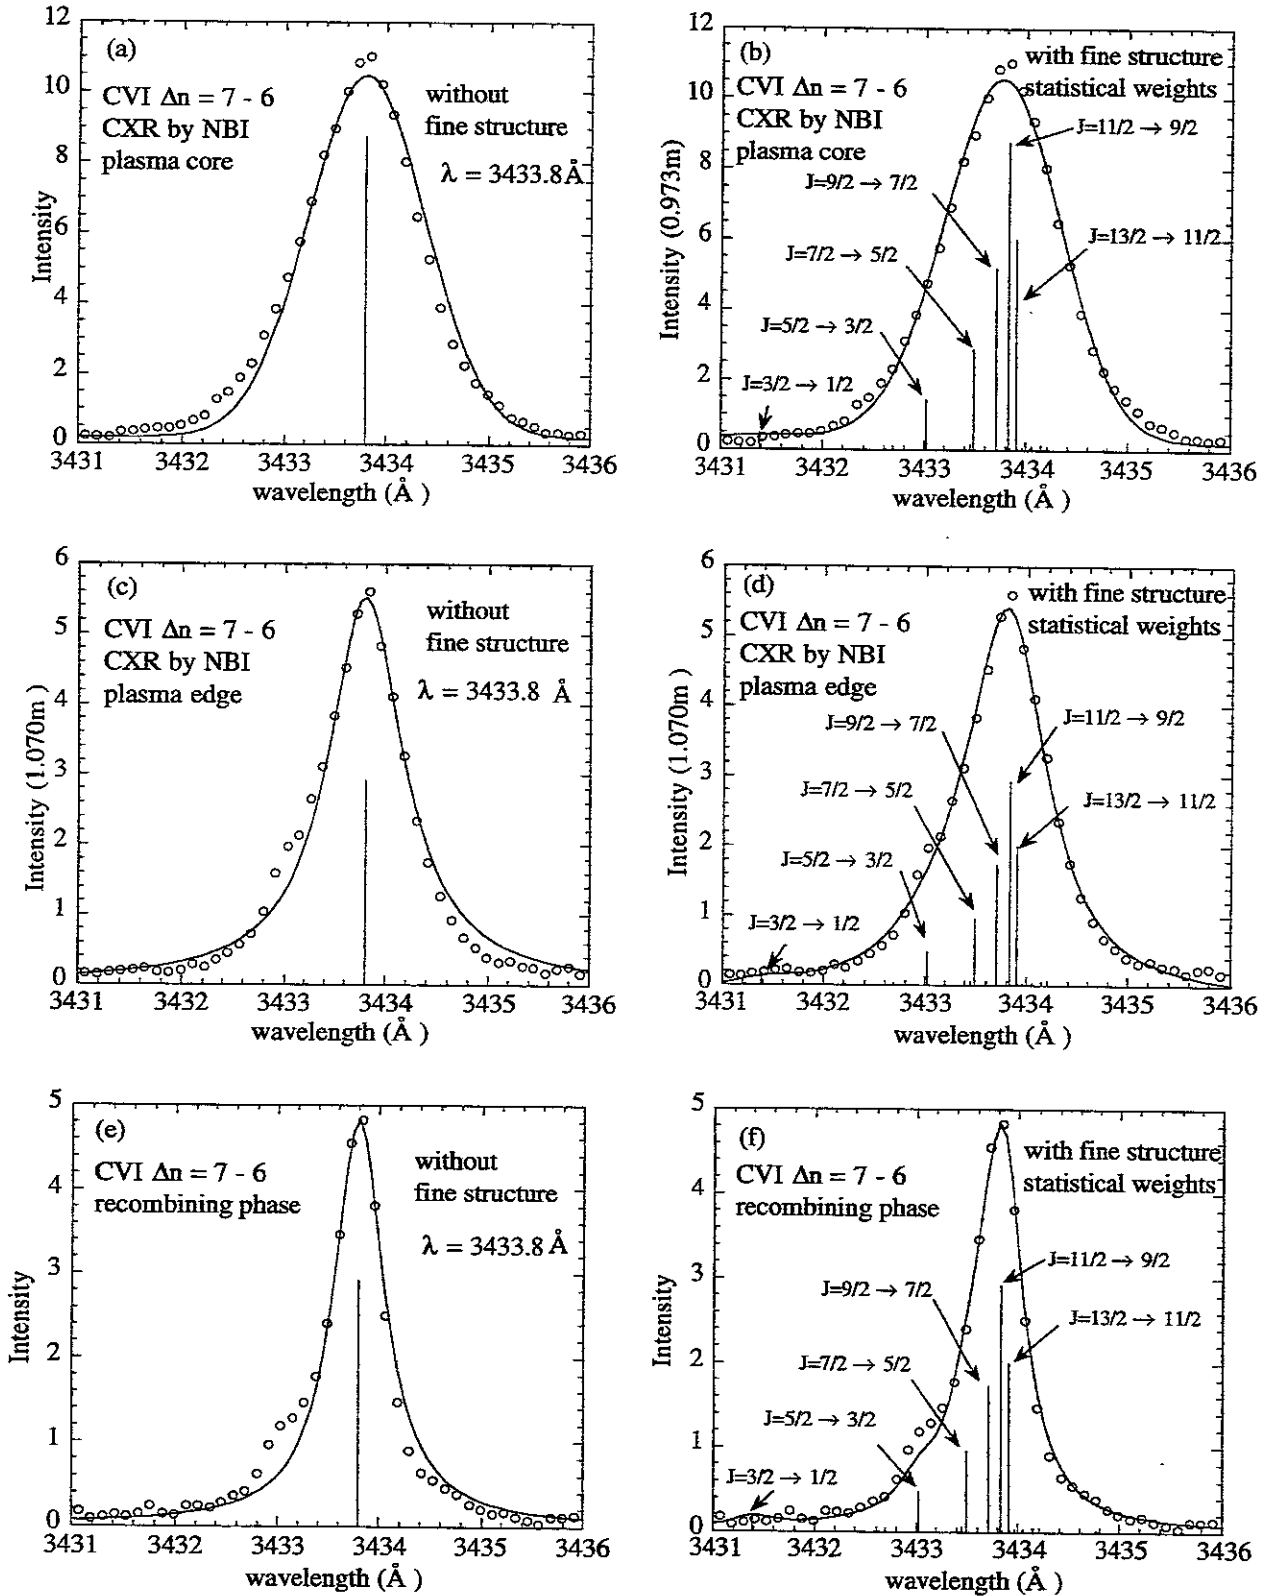 (a)
CVI Δn = 7 - 6
CXR by NBI
plasma core
without
fine structure
λ = 3433.8 Å
Intensity
12
10
8
6
4
2
0
3431 3432 3433 3434 3435 3436
wavelength (Å )
(b)
CVI Δn = 7 - 6
CXR by NBI
plasma core
with fine structure
statistical weights
J=11/2 → 9/2
J=9/2 → 7/2
J=7/2 → 5/2
J=13/2 → 11/2
J=5/2 → 3/2
J=3/2 → 1/2
Intensity (0.973m)
12
10
8
6
4
2
0
3431 3432 3433 3434 3435 3436
wavelength (Å )
(c)
CVI Δn = 7 - 6
CXR by NBI
plasma edge
without
fine structure
λ = 3433.8 Å
Intensity (1.070m)
6
5
4
3
2
1
0
3431 3432 3433 3434 3435 3436
wavelength (Å )
(d)
CVI Δn = 7 - 6
CXR by NBI
plasma edge
with fine structure
statistical weights
J=9/2 → 7/2
J=11/2 → 9/2
J=7/2 → 5/2
J=13/2 → 11/2
J=5/2 → 3/2
J=3/2 → 1/2
Intensity (1.070m)
6
5
4
3
2
1
0
3431 3432 3433 3434 3435 3436
wavelength (Å )
(e)
CVI Δn = 7 - 6
recombining phase
without
fine structure
λ = 3433.8 Å
Intensity
5
4
3
2
1
0
3431 3432 3433 3434 3435 3436
wavelength (Å )
(f)
CVI Δn = 7 - 6
recombining phase
with fine structure
statistical weights
J=11/2 → 9/2
J=9/2 → 7/2
J=13/2 → 11/2
J=7/2 → 5/2
J=5/2 → 3/2
J=3/2 → 1/2
Intensity
5
4
3
2
1
0
3431 3432 3433 3434 3435 3436
wavelength (Å )